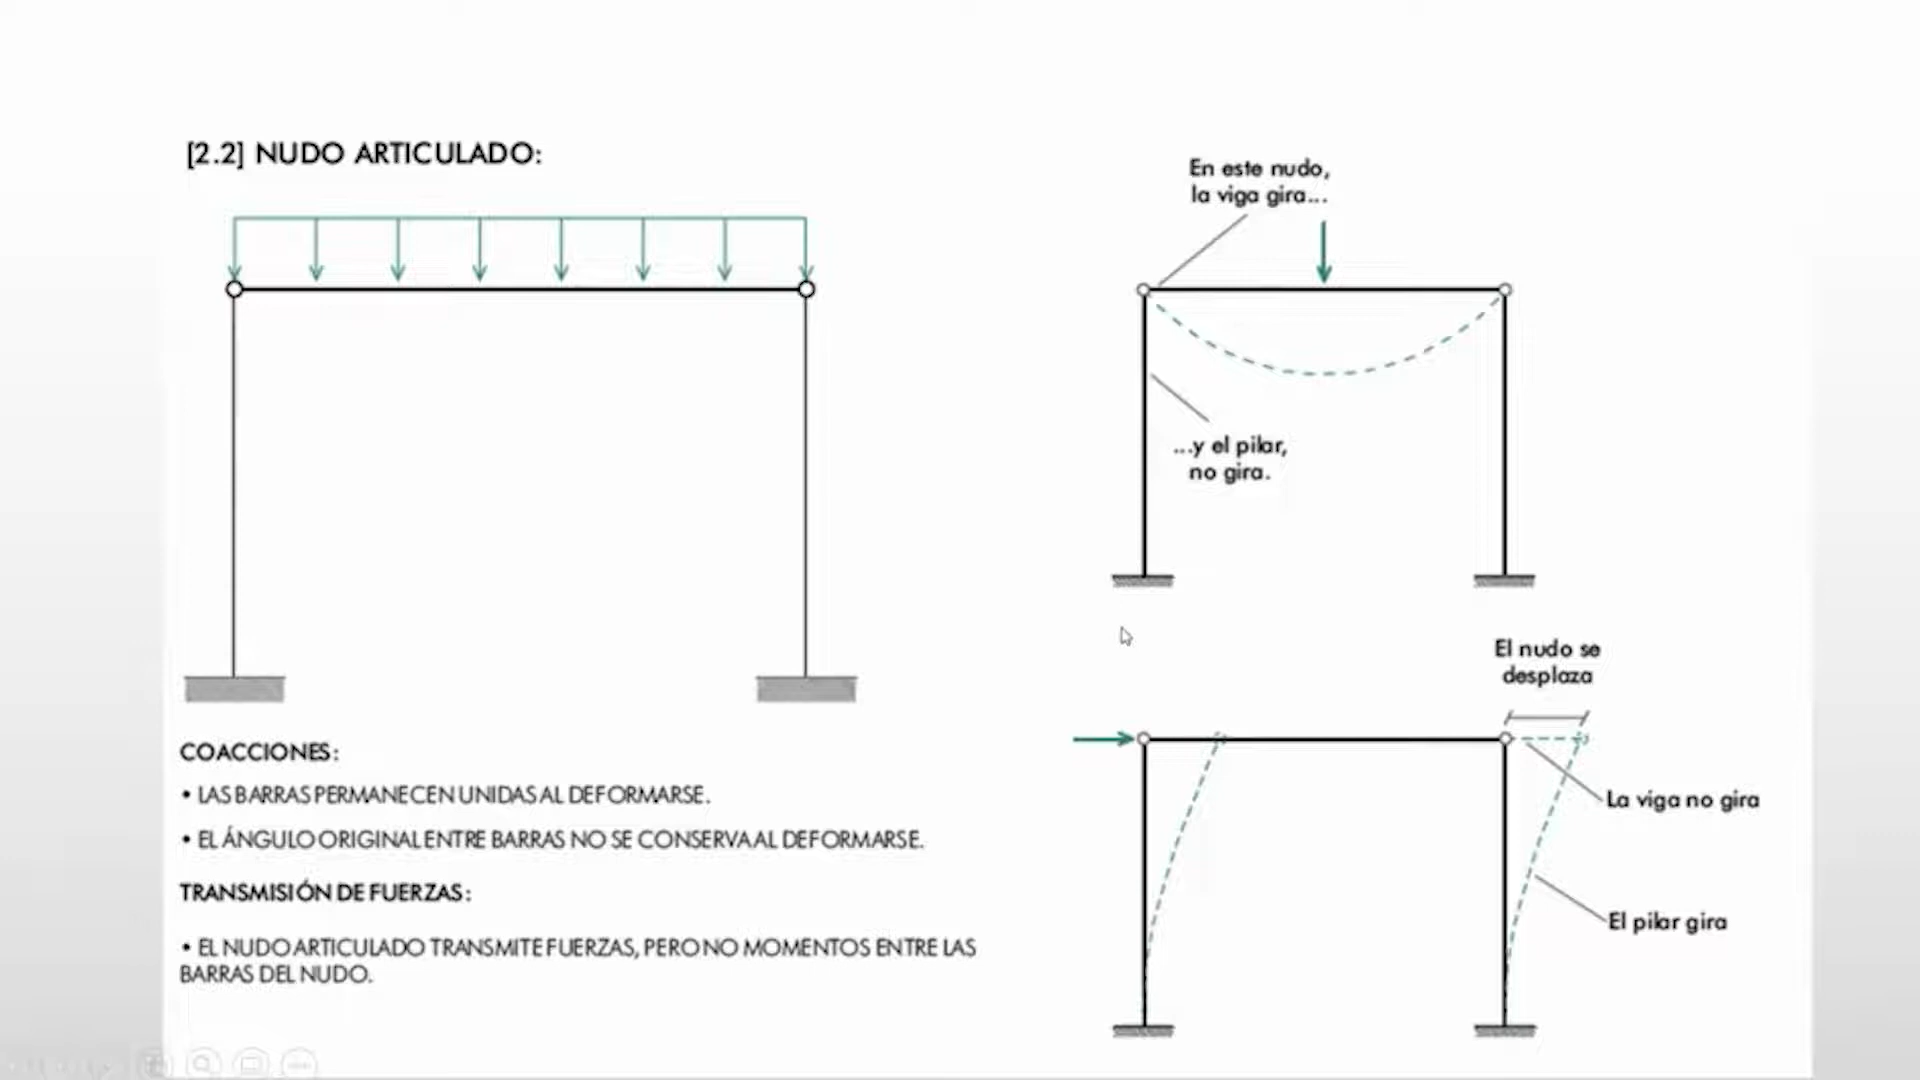 [2.2] NUDO ARTICULADO:
En este nudo,
la viga gira...
...y el pilar,
no gira.
El nudo se
desplaza
La viga no gira
El pilar gira
COACCIONES:
• LAS BARRAS PERMANECEN UNIDAS AL DEFORMARSE.
• EL ÁNGULO ORIGINAL ENTRE BARRAS NO SE CONSERVA AL DEFORMARSE.
TRANSMISIÓN DE FUERZAS:
• EL NUDO ARTICULADO TRANSMITE FUERZAS, PERO NO MOMENTOS ENTRE LAS
BARRAS DEL NUDO.